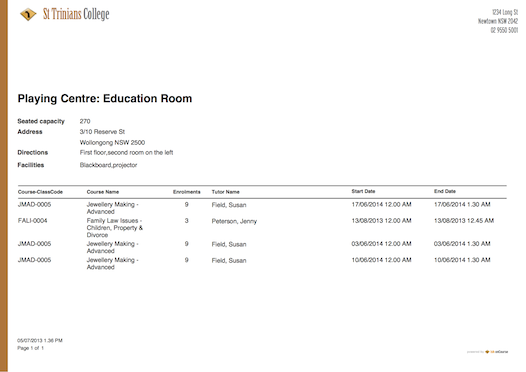 St Trinians College
1234 Long St
Newtown NSW 2042
02 9550 5001
Playing Centre: Education Room
Seated capacity 270
Address 3/10 Reserve St
Wollongong NSW 2500
Directions First floor,second room on the left
Facilities Blackboard,projector
Course-ClassCode Course Name Enrolments Tutor Name Start Date End Date
JMAD-0005 Jewellery Making - 9 Field, Susan 17/06/2014 12.00 AM 17/06/2014 1.30 AM
Advanced
FALI-0004 Family Law Issues - 3 Peterson, Jenny 13/08/2013 12.00 AM 13/08/2013 12.45 AM
Children, Property &
Divorce
JMAD-0005 Jewellery Making - 9 Field, Susan 03/06/2014 12.00 AM 03/06/2014 1.30 AM
Advanced
JMAD-0005 Jewellery Making - 9 Field, Susan 10/06/2014 12.00 AM 10/06/2014 1.30 AM
Advanced
05/07/2013 1.36 PM
Page 1 of 1